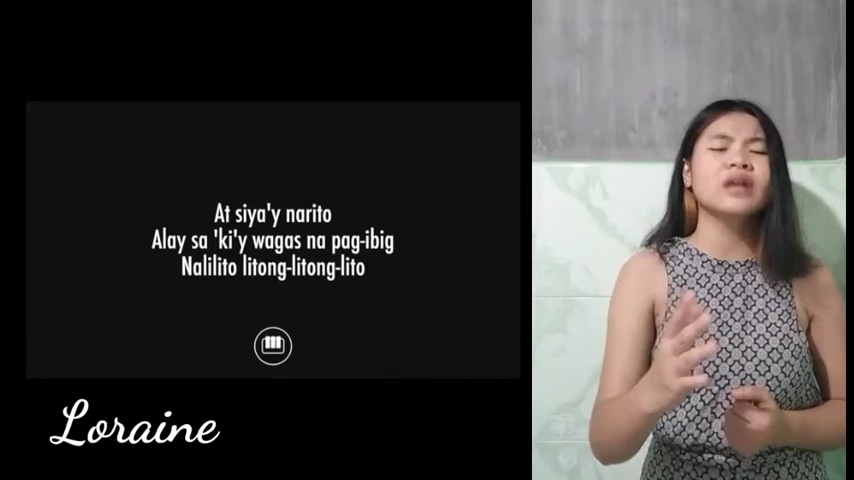 At siya'y narito
Alay sa 'ki'y wagas na pag-ibig
Nalilito litong-litong-lito
Loraine